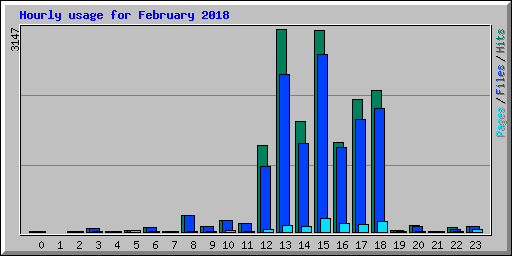 Hourly usage for February 2018
3147
Pages/Files/Hits
0 1 2 3 4 5 6 7 8 9 10 11 12 13 14 15 16 17 18 19 20 21 22 23